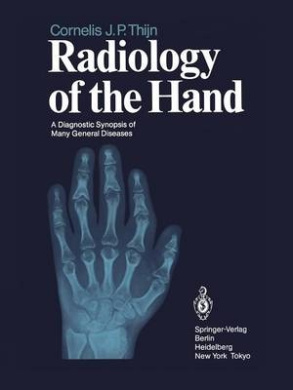 Cornelis J. P. Thijn
Radiology
of the Hand
A Diagnostic Synopsis of
Many General Diseases
Springer-Verlag
Berlin
Heidelberg
New York Tokyo